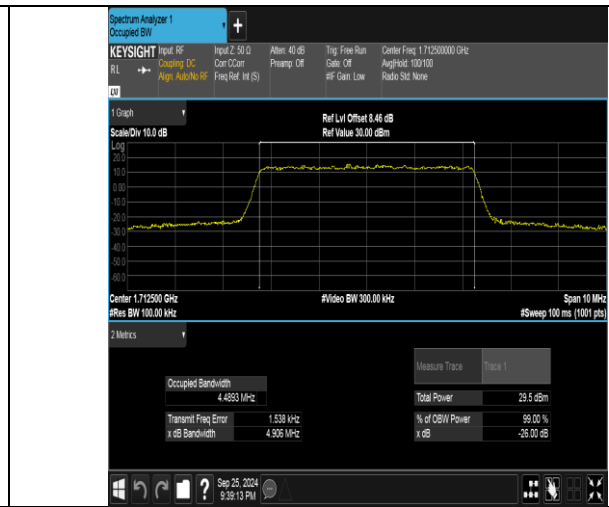 Spectrum Analyzer 1
Occupied BW
KEYSIGHT
RL
Input: RF
Coupling: DC
Align: Auto/No RF
Input Z: 50 Ω
Corr CCorr
Freq Ref: Int (S)
Atten: 40 dB
Preamp: Off
Trig: Free Run
Gate: Off
#IF Gain: Low
Center Freq: 1.712500000 GHz
Avg|Hold: 100/100
Radio Std: None
LXI
1 Graph
Scale/Div 10.0 dB
Ref Lvl Offset 8.46 dB
Ref Value 30.00 dBm
Log
20.0
10.0
0.00
-10.0
-20.0
-30.0
-40.0
-50.0
-60.0
Center 1.712500 GHz
#Res BW 100.00 kHz
#Video BW 300.00 kHz
Span 10 MHz
#Sweep 100 ms (1001 pts)
2 Metrics
Measure Trace Trace 1
Occupied Bandwidth
4.4893 MHz
Total Power 29.5 dBm
Transmit Freq Error 1.538 kHz
% of OBW Power 99.00 %
x dB Bandwidth 4.906 MHz
x dB -26.00 dB
?
Sep 25, 2024
9:39:13 PM